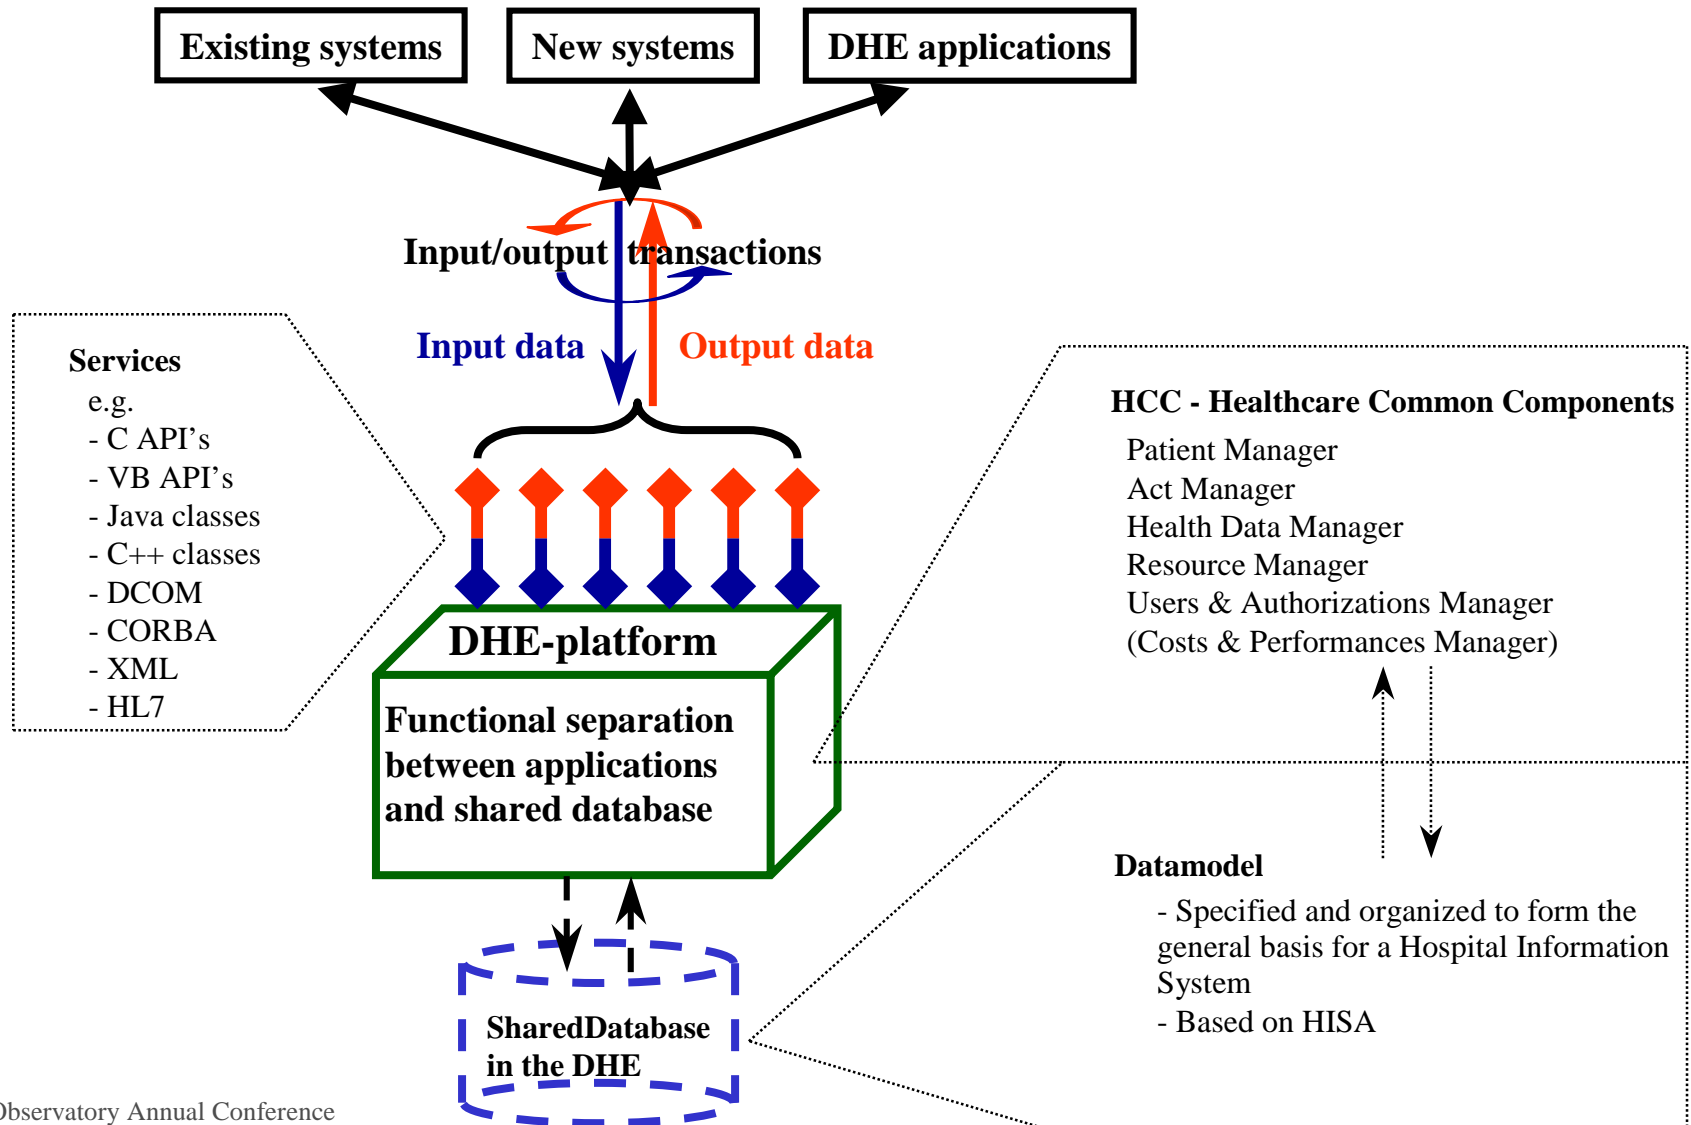 Existing systems
New systems
DHE applications
Input/output transactions
Input data
Output data
Services
e.g.
- C API’s
- VB API’s
- Java classes
- C++ classes
- DCOM
- CORBA
- XML
- HL7
HCC - Healthcare Common Components
Patient Manager
Act Manager
Health Data Manager
Resource Manager
Users & Authorizations Manager
(Costs & Performances Manager)
DHE-platform
Functional separation
between applications
and shared database
Datamodel
- Specified and organized to form the
general basis for a Hospital Information
System
- Based on HISA
SharedDatabase
in the DHE
Observatory Annual Conference